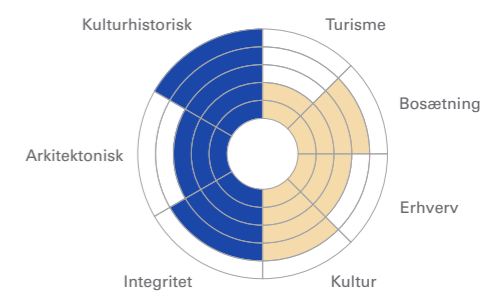 Kulturhistorisk
Turisme
Bosætning
Arkitektonisk
Erhverv
Integritet
Kultur